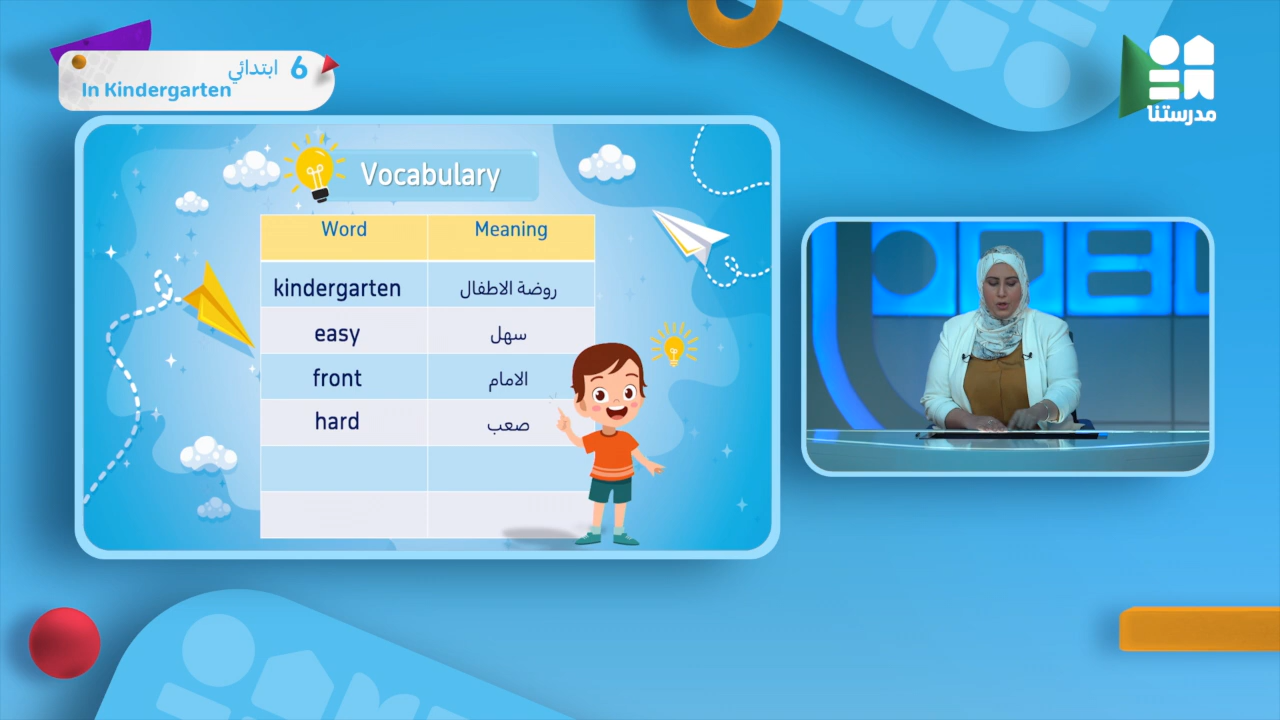 6 ابتدائي
In Kindergarten
مدرستنا
Vocabulary
Word Meaning
kindergarten روضة الاطفال
easy سهل
front الامام
hard صعب